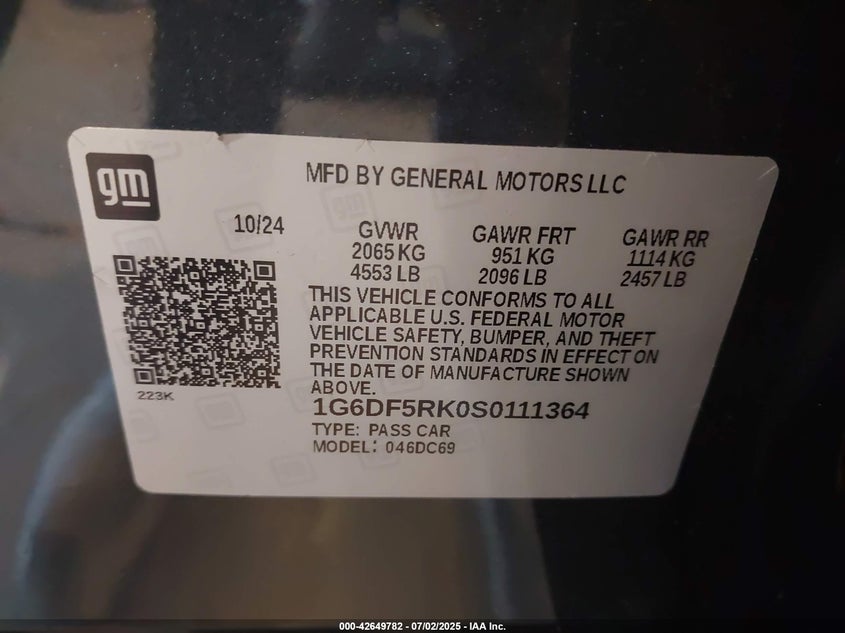 gm
MFD BY GENERAL MOTORS LLC
10/24
GVWR
2065 KG
4553 LB
GAWR FRT
951 KG
2096 LB
GAWR RR
1114 KG
2457 LB
THIS VEHICLE CONFORMS TO ALL
APPLICABLE U.S. FEDERAL MOTOR
VEHICLE SAFETY, BUMPER, AND THEFT
PREVENTION STANDARDS IN EFFECT ON
THE DATE OF MANUFACTURE SHOWN
ABOVE.
223K
1G6DF5RK0S0111364
TYPE: PASS CAR
MODEL: 046DC69
000-42649782 - 07/02/2025 - IAA Inc.